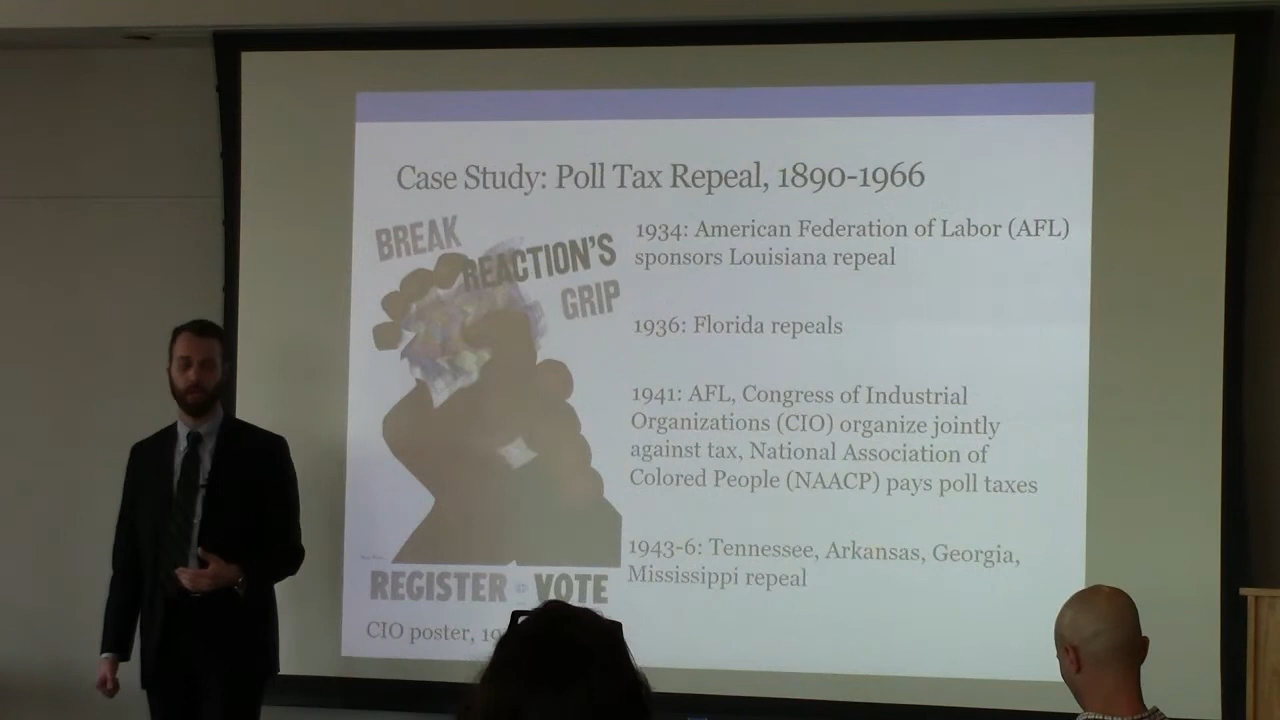 Case Study: Poll Tax Repeal, 1890-1966
BREAK
REACTION'S
GRIP
REGISTER VOTE
CIO poster,
1934: American Federation of Labor (AFL)
sponsors Louisiana repeal
1936: Florida repeals
1941: AFL, Congress of Industrial
Organizations (CIO) organize jointly
against tax, National Association of
Colored People (NAACP) pays poll taxes
1943-6: Tennessee, Arkansas, Georgia,
Mississippi repeal